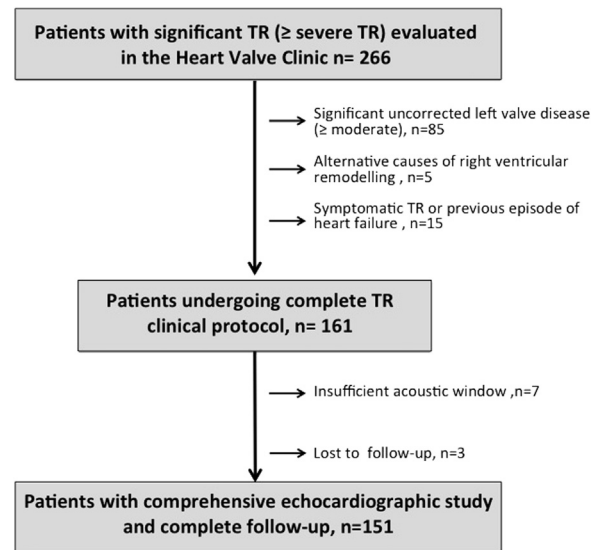 Patients with significant TR (≥ severe TR) evaluated
in the Heart Valve Clinic n= 266
Significant uncorrected left valve disease
(≥ moderate), n=85
Alternative causes of right ventricular
remodelling , n=5
Symptomatic TR or previous episode of
heart failure , n=15
Patients undergoing complete TR
clinical protocol, n= 161
Insufficient acoustic window ,n=7
Lost to follow-up, n=3
Patients with comprehensive echocardiographic study
and complete follow-up, n=151